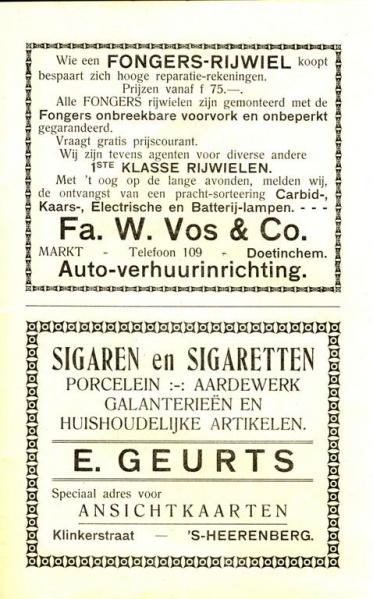 Wie een FONGERS-RIJWIEL koopt
bespaart zich hooge reparatie-rekeningen.
Prijzen vanaf f 75.—.
Alle FONGERS rijwielen zijn gemonteerd met de
Fongers onbreekbare voorvork en onbeperkt
gegarandeerd.
Vraagt gratis prijscourant.
Wij zijn tevens agenten voor diverse andere
1STE KLASSE RIJWIELEN.
Met 't oog op de lange avonden, melden wij,
de ontvangst van een pracht-sorteering Carbid-,
Kaars-, Electrische en Batterij-lampen. - - -
Fa. W. Vos & Co.
MARKT - Telefoon 109 - Doetinchem.
Auto-verhuurinrichting.
SIGAREN en SIGARETTEN
PORCELEIN :-: AARDEWERK
GALANTERIEËN EN
HUISHOUDELIJKE ARTIKELEN.
E. GEURTS
Speciaal adres voor
ANSICHTKAARTEN
Klinkerstraat — 'S-HEERENBERG.